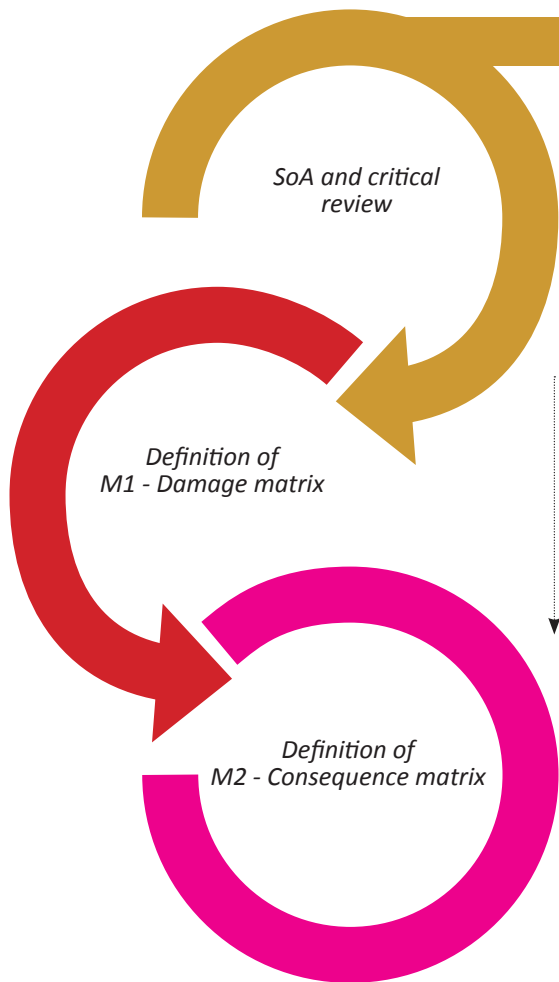 SoA and critical
review
Definition of
M1 - Damage matrix
Definition of
M2 - Consequence matrix